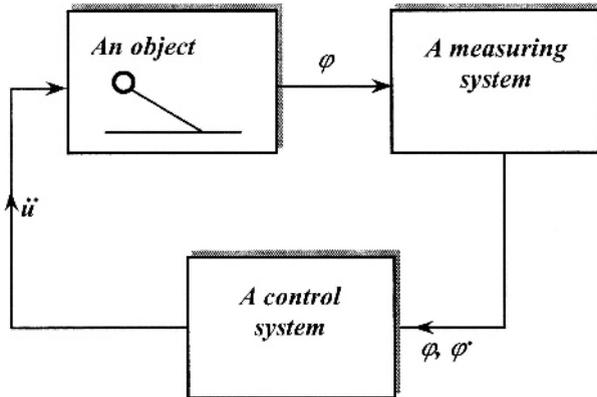 An object
φ
A measuring
system
ü
A control
system
φ, φ•